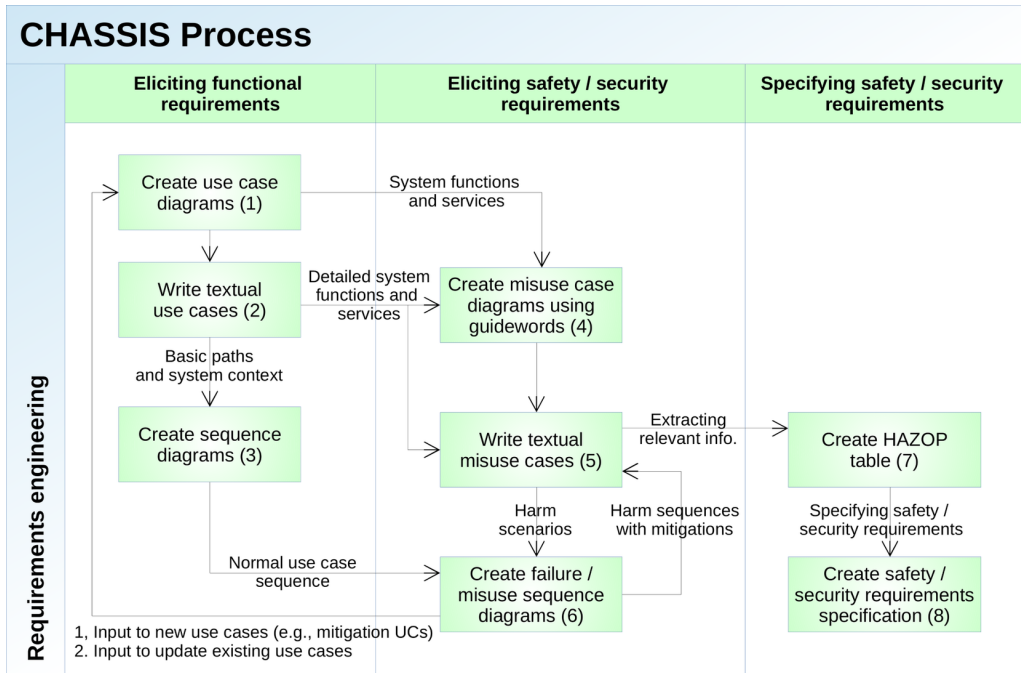 CHASSIS Process
Eliciting functional
requirements
Eliciting safety / security
requirements
Specifying safety / security
requirements
Requirements engineering
Create use case
diagrams (1)
System functions
and services
Write textual
use cases (2)
Detailed system
functions and
services
Create misuse case
diagrams using
guidewords (4)
Basic paths
and system context
Create sequence
diagrams (3)
Write textual
misuse cases (5)
Extracting
relevant info.
Create HAZOP
table (7)
Harm
scenarios
Harm sequences
with mitigations
Specifying safety /
security requirements
Normal use case
sequence
Create failure /
misuse sequence
diagrams (6)
Create safety /
security requirements
specification (8)
1, Input to new use cases (e.g., mitigation UCs)
2. Input to update existing use cases